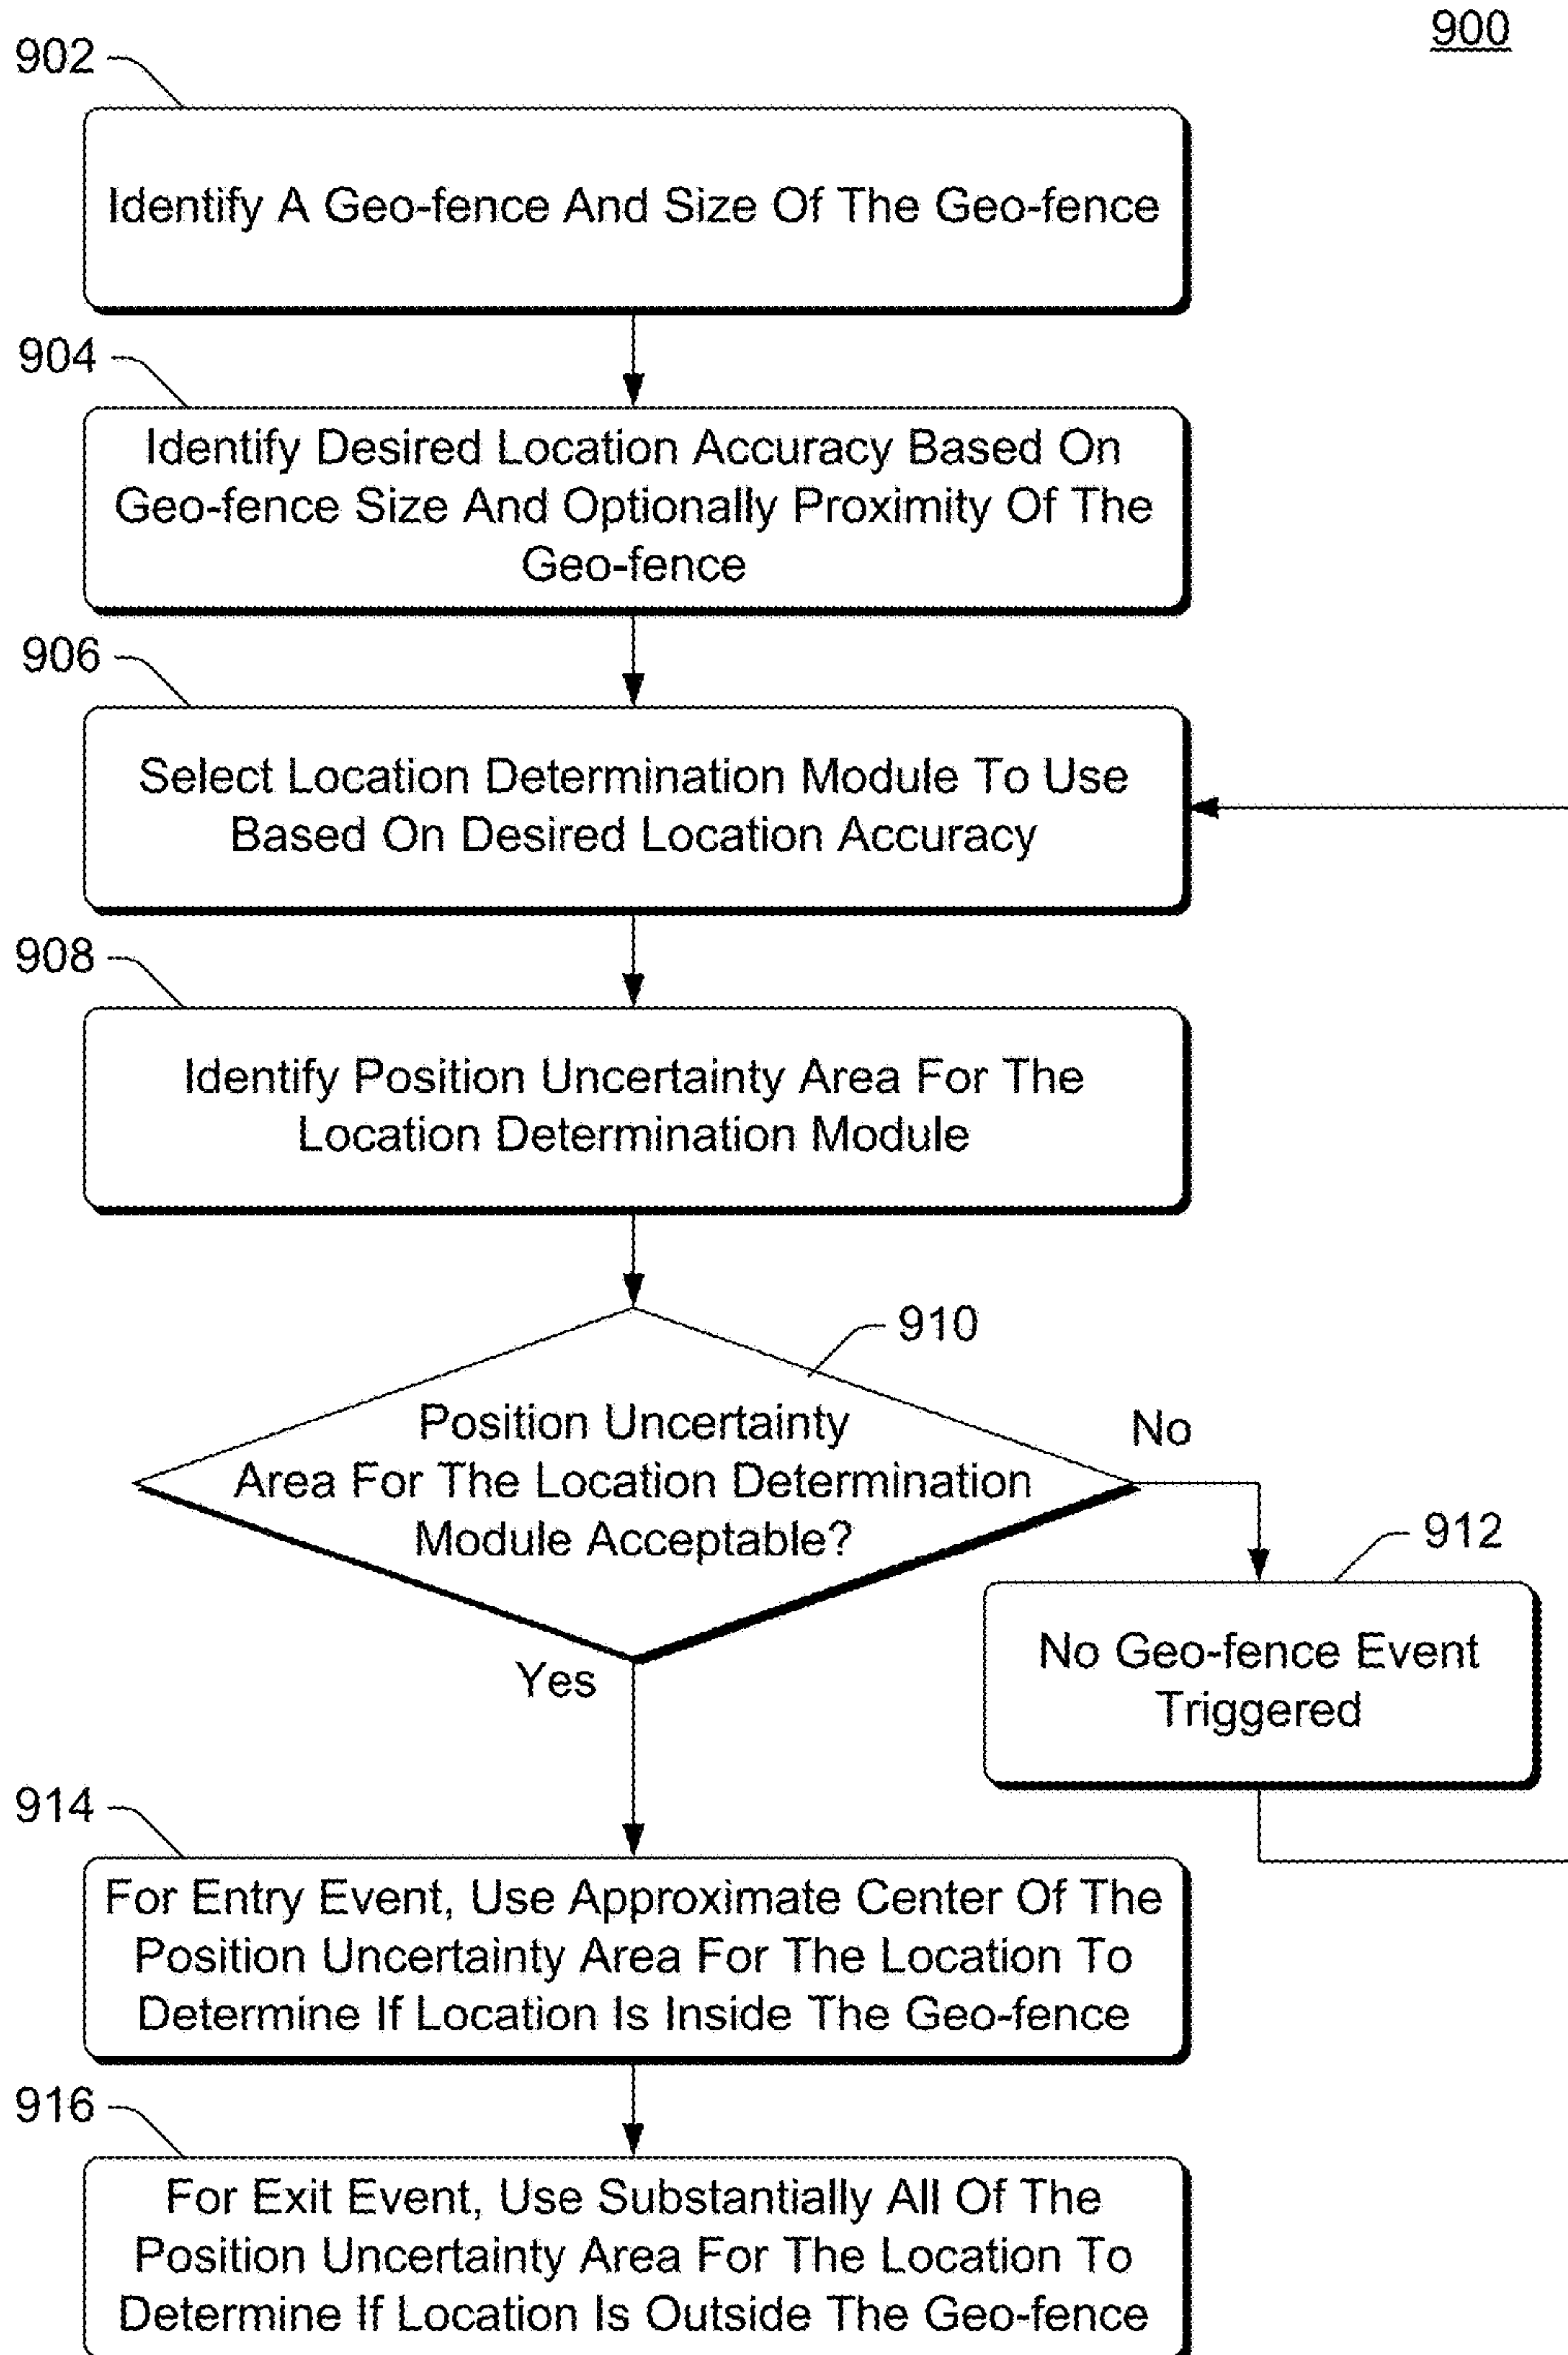 900
902
Identify A Geo-fence And Size Of The Geo-fence
904
Identify Desired Location Accuracy Based On
Geo-fence Size And Optionally Proximity Of The
Geo-fence
906
Select Location Determination Module To Use
Based On Desired Location Accuracy
908
Identify Position Uncertainty Area For The
Location Determination Module
910
Position Uncertainty
Area For The Location Determination
Module Acceptable?
No
912
No Geo-fence Event
Triggered
Yes
914
For Entry Event, Use Approximate Center Of The
Position Uncertainty Area For The Location To
Determine If Location Is Inside The Geo-fence
916
For Exit Event, Use Substantially All Of The
Position Uncertainty Area For The Location To
Determine If Location Is Outside The Geo-fence